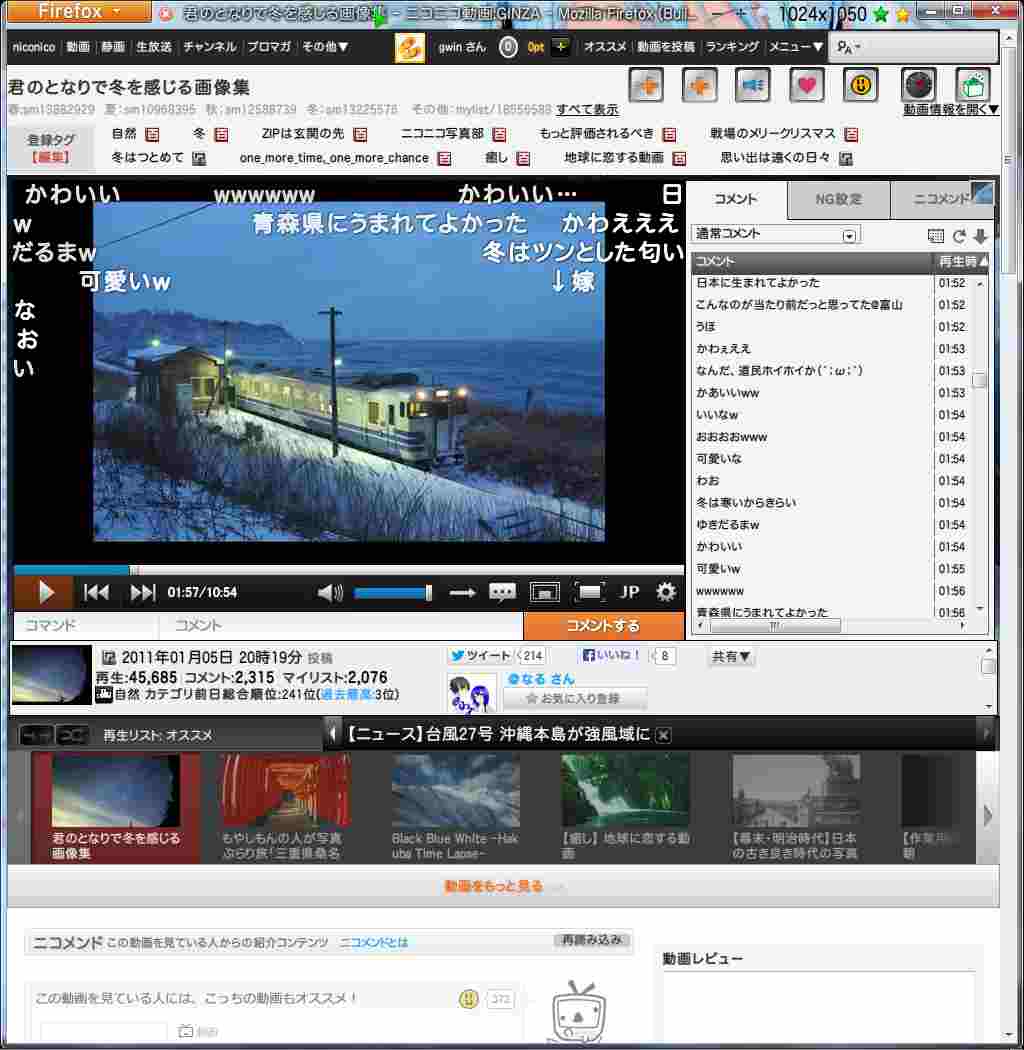 Firefox
君のとなりで冬を感じる画像集 - ニコニコ動画:GINZA - Mozilla Firefox (Buil
1024x1050
niconico 動画 静画 生放送 チャンネル ブロマガ その他▼
gwin さん 0 0pt + オススメ 動画を投稿 ランキング メニュー▼
君のとなりで冬を感じる画像集
春:sm13882929 夏:sm10968395 秋:sm12588739 冬:sm13225578 その他:mylist/18556588 すべて表示
動画情報を開く▼
登録タグ
【編集】
自然 冬 ZIPは玄関の先 ニコニコ写真部 もっと評価されるべき 戦場のメリークリスマス
冬はつとめて one_more_time,_one_more_chance 癒し 地球に恋する動画 思い出は遠くの日々
かわいい wwwwww かわいい… 日
w 青森県にうまれてよかった かわえええ
だるまw 冬はツンとした匂い
可愛いw ↓嫁
な
お
い
01:57/10:54
JP
コマンド コメント コメントする
コメント NG設定 ニコメンド
通常コメント
コメント 再生時▲
日本に生まれてよかった 01:52
こんなのが当たり前だっと思ってた@富山 01:52
うほ 01:52
かわぇええ 01:53
なんだ、道民ホイホイか(´;ω;`) 01:53
かあいいww 01:53
いいなw 01:54
おおおおwww 01:54
可愛いな 01:54
わお 01:54
冬は寒いからきらい 01:54
ゆきだるまw 01:54
かわいい 01:54
可愛いw 01:55
wwwwww 01:56
青森県にうまれてよかった 01:56
2011年01月05日 20時19分 投稿
再生:45,685 コメント:2,315 マイリスト:2,076
自然 カテゴリ前日総合順位:241位(過去最高:3位)
ツイート 214
いいね! 8
共有▼
@なる さん
☆お気に入り登録
再生リスト: オススメ
【ニュース】台風27号 沖縄本島が強風域に
君のとなりで冬を感じる
画像集
もやしもんの人が写真
ぶらり旅「三重県桑名
Black Blue White -Hak
uba Time Lapse-
【癒し】地球に恋する動
画
【幕末・明治時代】日本
の古き良き時代の写真
【作業用
朝
動画をもっと見る
ニコメンド この動画を見ている人からの紹介コンテンツ ニコメンドとは
再読み込み
動画レビュー
この動画を見ている人には、こっちの動画もオススメ！
372
動画